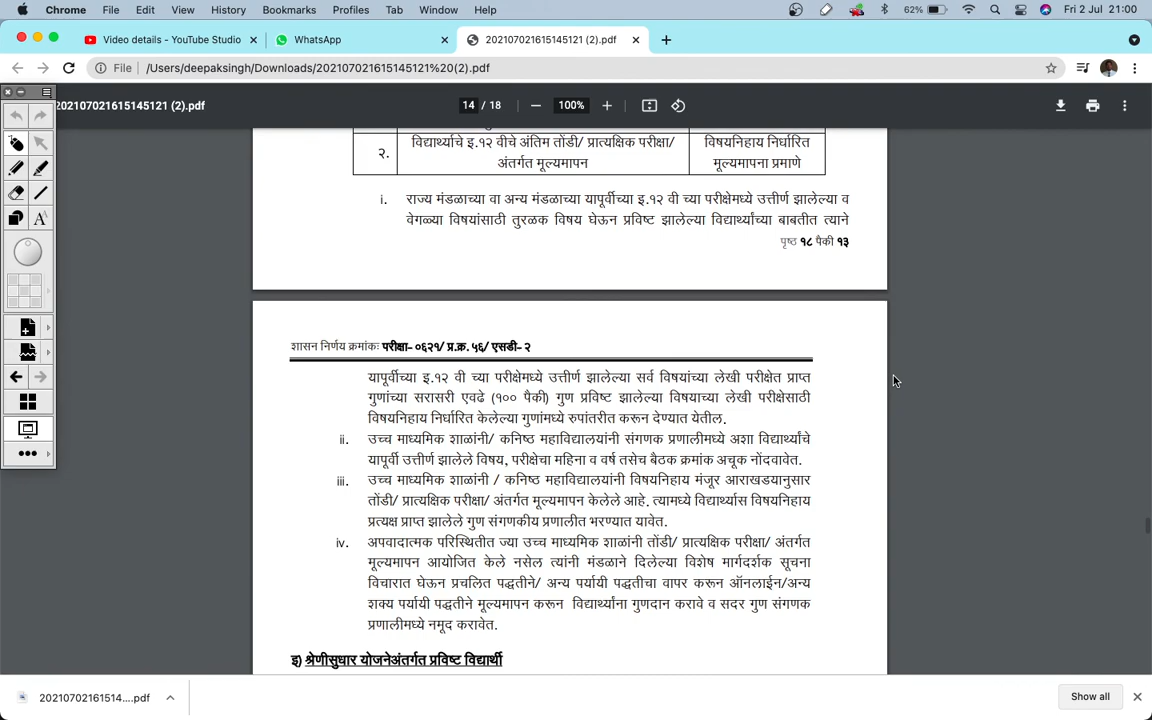 Chrome File Edit View History Bookmarks Profiles Tab Window Help 62% Fri 2 Jul 21:00
Video details - YouTube Studio WhatsApp 202107021615145121 (2).pdf
File /Users/deepaksingh/Downloads/202107021615145121%20(2).pdf
202107021615145121 (2).pdf 14 / 18 100%
२. विद्यार्थ्याचे इ.१२ वीचे अंतिम तोंडी/ प्रात्यक्षिक परीक्षा/ विषयनिहाय निर्धारित
अंतर्गत मूल्यमापन मूल्यमापना प्रमाणे
i. राज्य मंडळाच्या वा अन्य मंडळाच्या यापूर्वीच्या इ.१२ वी च्या परीक्षेमध्ये उत्तीर्ण झालेल्या व
वेगळ्या विषयांसाठी तुरळक विषय घेऊन प्रविष्ट झालेल्या विद्यार्थ्यांच्या बाबतीत त्याने
पृष्ठ १८ पैकी १३
शासन निर्णय क्रमांकः परीक्षा- ०६२१/ प्र.क्र. ५६/ एसडी- २
यापूर्वीच्या इ.१२ वी च्या परीक्षेमध्ये उत्तीर्ण झालेल्या सर्व विषयांच्या लेखी परीक्षेत प्राप्त
गुणांच्या सरासरी एवढे (१०० पैकी) गुण प्रविष्ट झालेल्या विषयाच्या लेखी परीक्षेसाठी
विषयनिहाय निर्धारित केलेल्या गुणांमध्ये रुपांतरीत करून देण्यात येतील.
ii. उच्च माध्यमिक शाळांनी/ कनिष्ठ महाविद्यालयांनी संगणक प्रणालीमध्ये अशा विद्यार्थ्यांचे
यापूर्वी उत्तीर्ण झालेले विषय, परीक्षेचा महिना व वर्ष तसेच बैठक क्रमांक अचूक नोंदवावेत.
iii. उच्च माध्यमिक शाळांनी / कनिष्ठ महाविद्यालयांनी विषयनिहाय मंजूर आराखडयानुसार
तोंडी/ प्रात्यक्षिक परीक्षा/ अंतर्गत मूल्यमापन केलेले आहे. त्यामध्ये विद्यार्थ्यास विषयनिहाय
प्रत्यक्ष प्राप्त झालेले गुण संगणकीय प्रणालीत भरण्यात यावेत.
iv. अपवादात्मक परिस्थितीत ज्या उच्च माध्यमिक शाळांनी तोंडी/ प्रात्यक्षिक परीक्षा/ अंतर्गत
मूल्यमापन आयोजित केले नसेल त्यांनी मंडळाने दिलेल्या विशेष मार्गदर्शक सूचना
विचारात घेऊन प्रचलित पद्धतीने/ अन्य पर्यायी पद्धतीचा वापर करून ऑनलाईन/अन्य
शक्य पर्यायी पद्धतीने मूल्यमापन करून विद्यार्थ्यांना गुणदान करावे व सदर गुण संगणक
प्रणालीमध्ये नमूद करावेत.
इ) श्रेणीसुधार योजनेअंतर्गत प्रविष्ट विद्यार्थी
20210702161514....pdf Show all